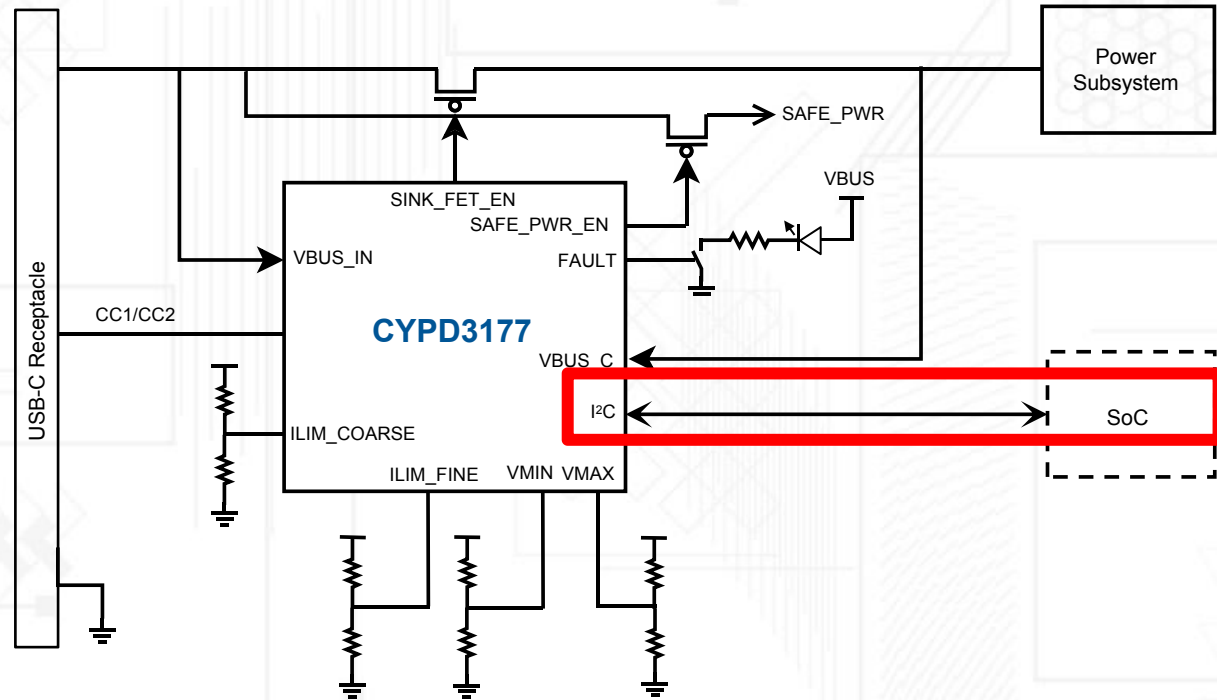 Power
Subsystem
SAFE_PWR
VBUS
SINK_FET_EN
SAFE_PWR_EN
VBUS_IN
FAULT
CC1/CC2
CYPD3177
USB-C Receptacle
VBUS_C
I²C
SoC
ILIM_COARSE
ILIM_FINE
VMIN
VMAX